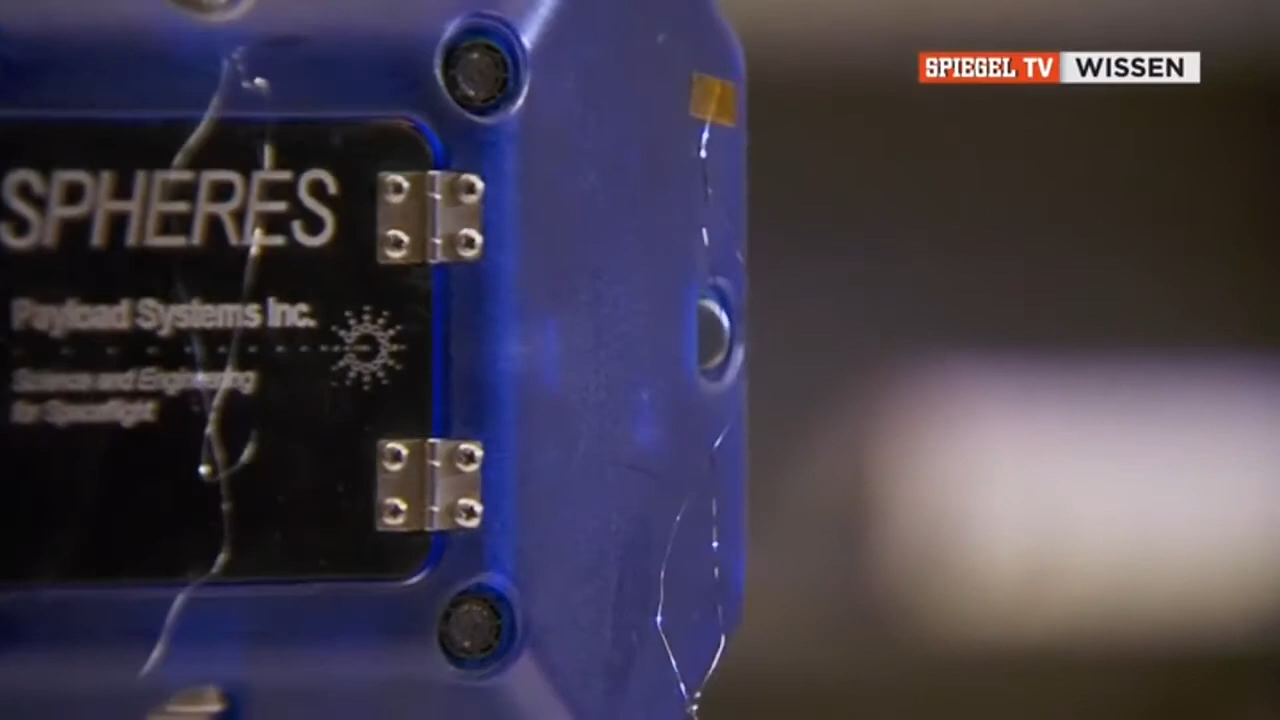 SPIEGEL TV WISSEN
SPHERES
Payload Systems Inc.
Science and Engineering
for Spaceflight